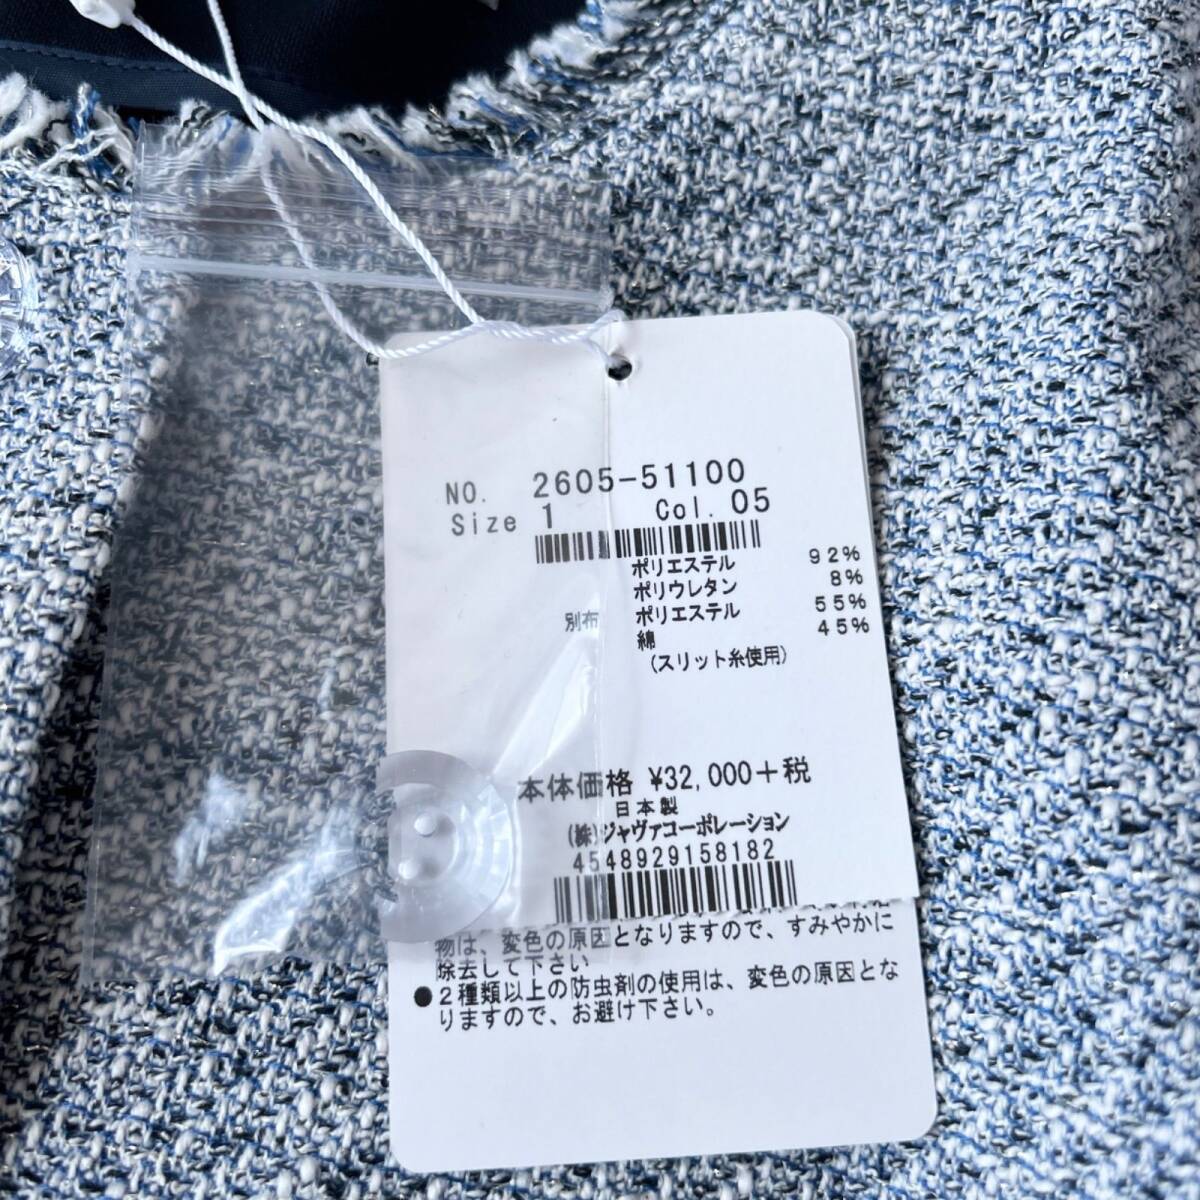 NO. 2605-51100
Size 1 Col. 05
ポリエステル 92%
ポリウレタン 8%
別布 ポリエステル 55%
綿 45%
(スリット糸使用)
本体価格 ¥32,000+税
日本製
(株)ジャヴァコーポレーション
4548929158182
物は、変色の原因となりますので、すみやかに
除去して下さい
●2種類以上の防虫剤の使用は、変色の原因とな
りますので、お避け下さい。